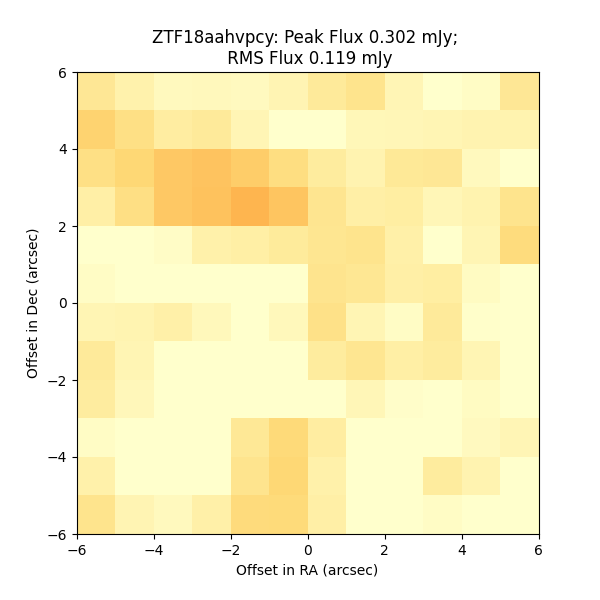 ZTF18aahvpcy: Peak Flux 0.302 mJy;
RMS Flux 0.119 mJy
6
4
2
0
−2
−4
−6
Offset in Dec (arcsec)
−6 −4 −2 0 2 4 6
Offset in RA (arcsec)